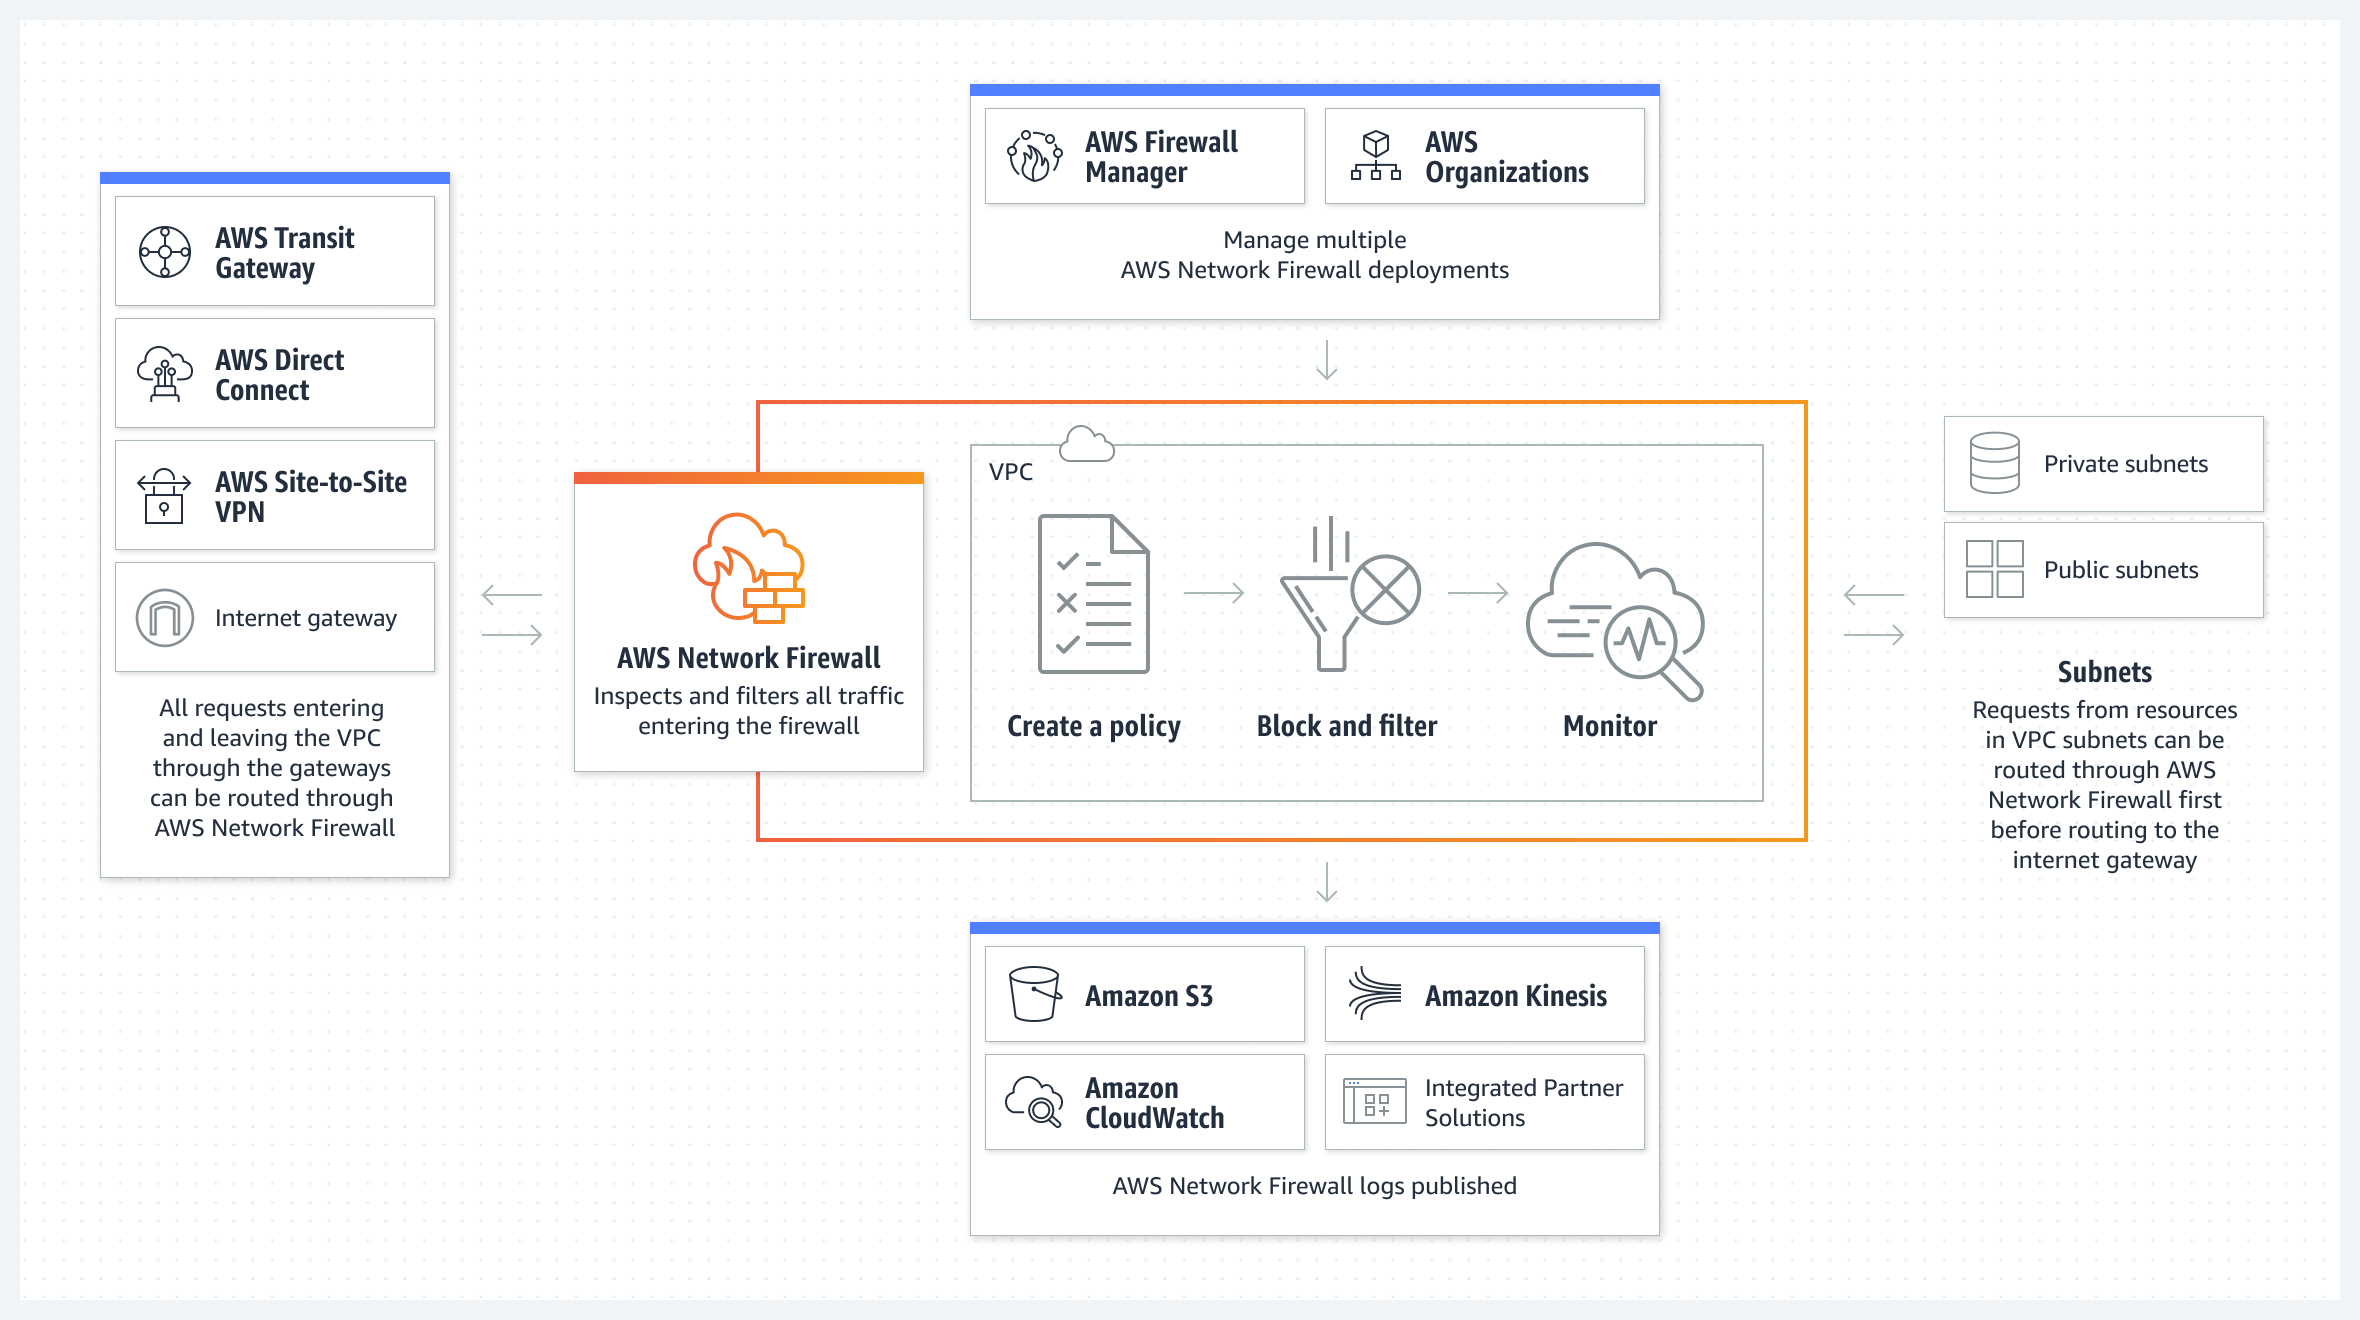 AWS Transit
Gateway
AWS Direct
Connect
AWS Site-to-Site
VPN
Internet gateway
All requests entering
and leaving the VPC
through the gateways
can be routed through
AWS Network Firewall
AWS Network Firewall
Inspects and filters all traffic
entering the firewall
AWS Firewall
Manager
AWS
Organizations
Manage multiple
AWS Network Firewall deployments
VPC
Create a policy
Block and filter
Monitor
Amazon S3
Amazon Kinesis
Amazon
CloudWatch
Integrated Partner
Solutions
AWS Network Firewall logs published
Private subnets
Public subnets
Subnets
Requests from resources
in VPC subnets can be
routed through AWS
Network Firewall first
before routing to the
internet gateway